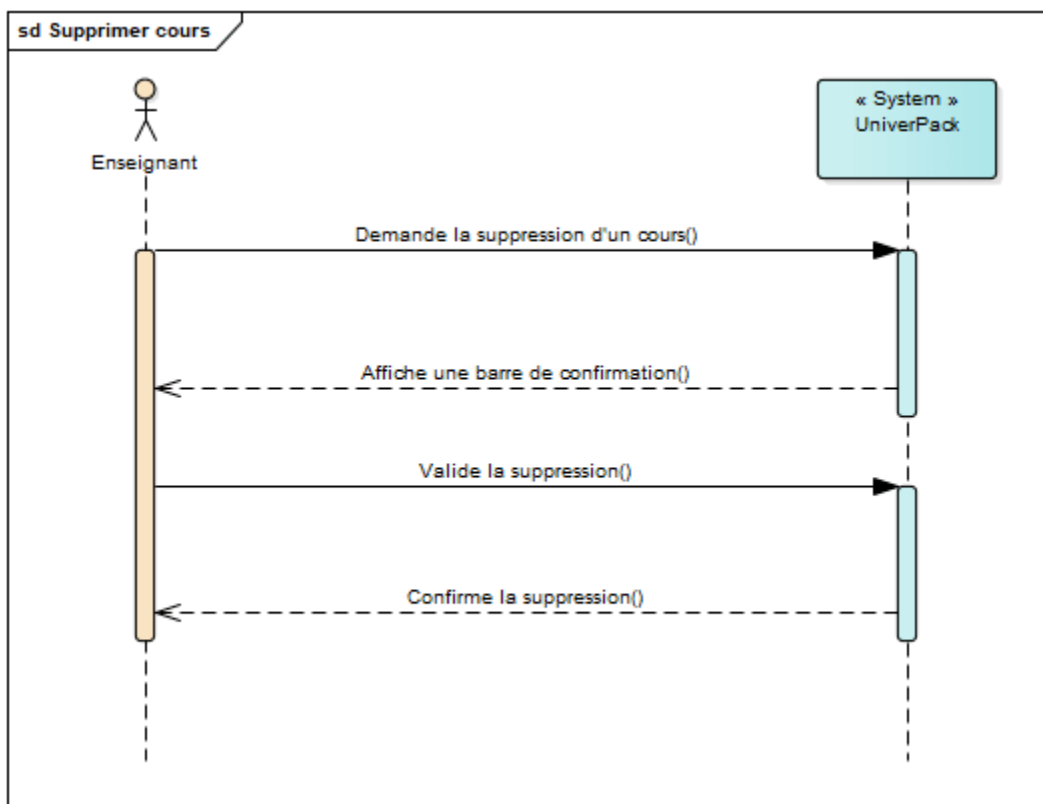 sd Supprimer cours
Enseignant
« System »
UniverPack
Demande la suppression d'un cours()
Affiche une barre de confirmation()
Valide la suppression()
Confirme la suppression()